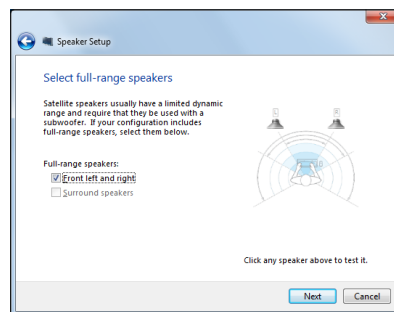 Speaker Setup
Select full-range speakers
Satellite speakers usually have a limited dynamic
range and require that they be used with a
subwoofer. If your configuration includes
full-range speakers, select them below.
Full-range speakers:
Front left and right
Surround speakers
Click any speaker above to test it.
Next
Cancel